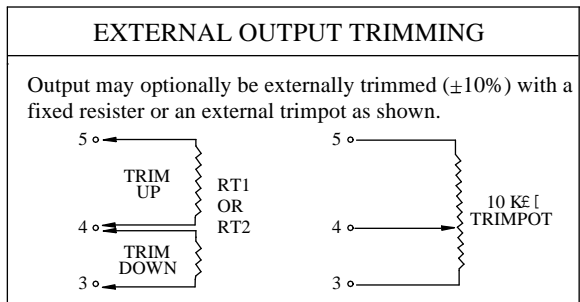 EXTERNAL OUTPUT TRIMMING
Output may optionally be externally trimmed (±10%) with a
fixed resister or an external trimpot as shown.
5
TRIM
UP
RT1
OR
RT2
4
TRIM
DOWN
3
5
10 K£ [
TRIMPOT
4
3